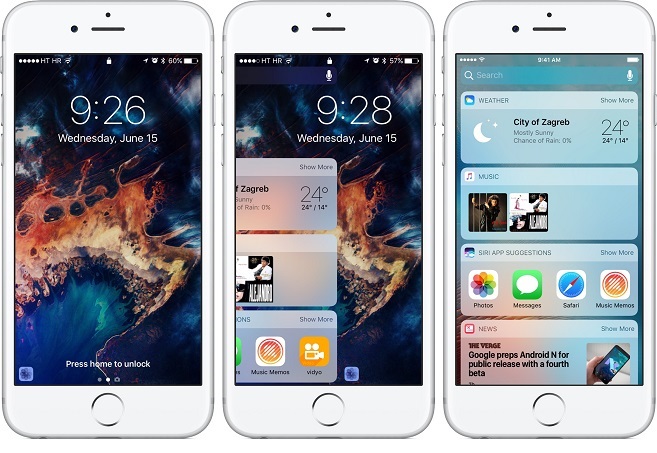 HT HR 60%
9:26
Wednesday, June 15
Press home to unlock
HT HR 57%
9:28
Wednesday, June 15
Show More
of Zagreb
Sunny
of Rain: 0%
24°
24° / 14°
ALEJANDRO
Show More
ONS
Music Memos
vidyo
9:41 AM
Search
WEATHER
Show More
City of Zagreb
Mostly Sunny
Chance of Rain: 0%
24°
24° / 14°
MUSIC
SIRI APP SUGGESTIONS
Show More
Photos
Messages
Safari
Music Memos
NEWS
Show More
THE VERGE
Google preps Android N for
public release with a fourth
beta